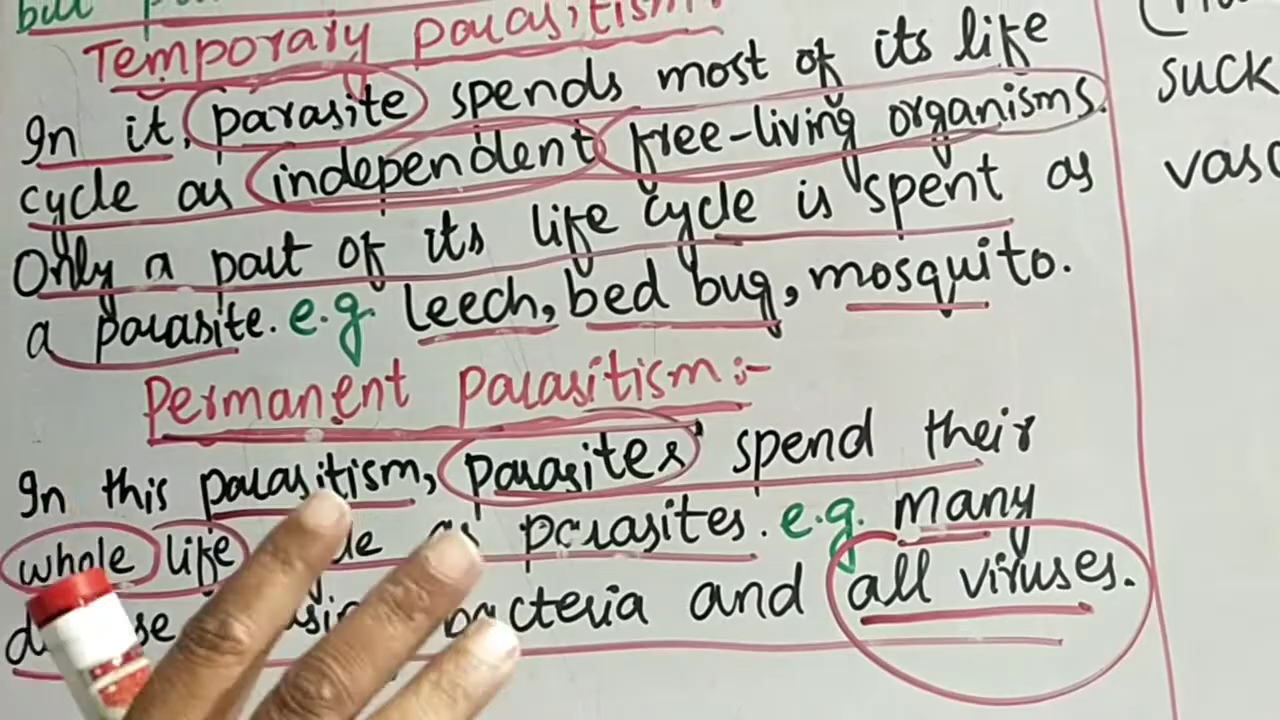 but
Temporary parasitism:
In it, parasite spends most of its life
cycle as independent free-living organisms.
Only a part of its life cycle is spent as
a parasite. e.g. leech, bed bug, mosquito.
Permanent Parasitism:-
In this parasitism, parasites spend their
whole life as parasites. e.g. many
bacteria and all viruses.
suck